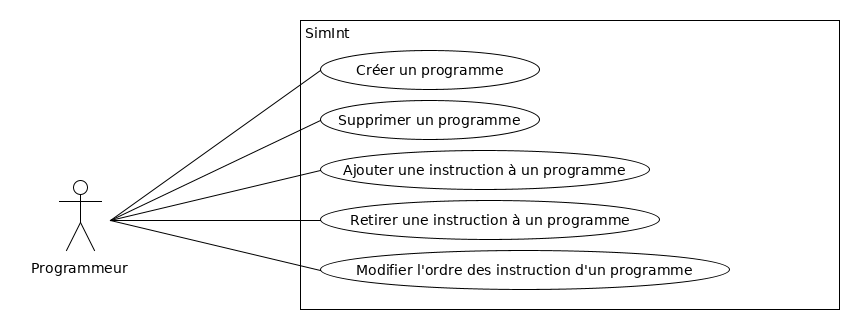 SimInt
Créer un programme
Supprimer un programme
Ajouter une instruction à un programme
Retirer une instruction à un programme
Modifier l'ordre des instruction d'un programme
Programmeur